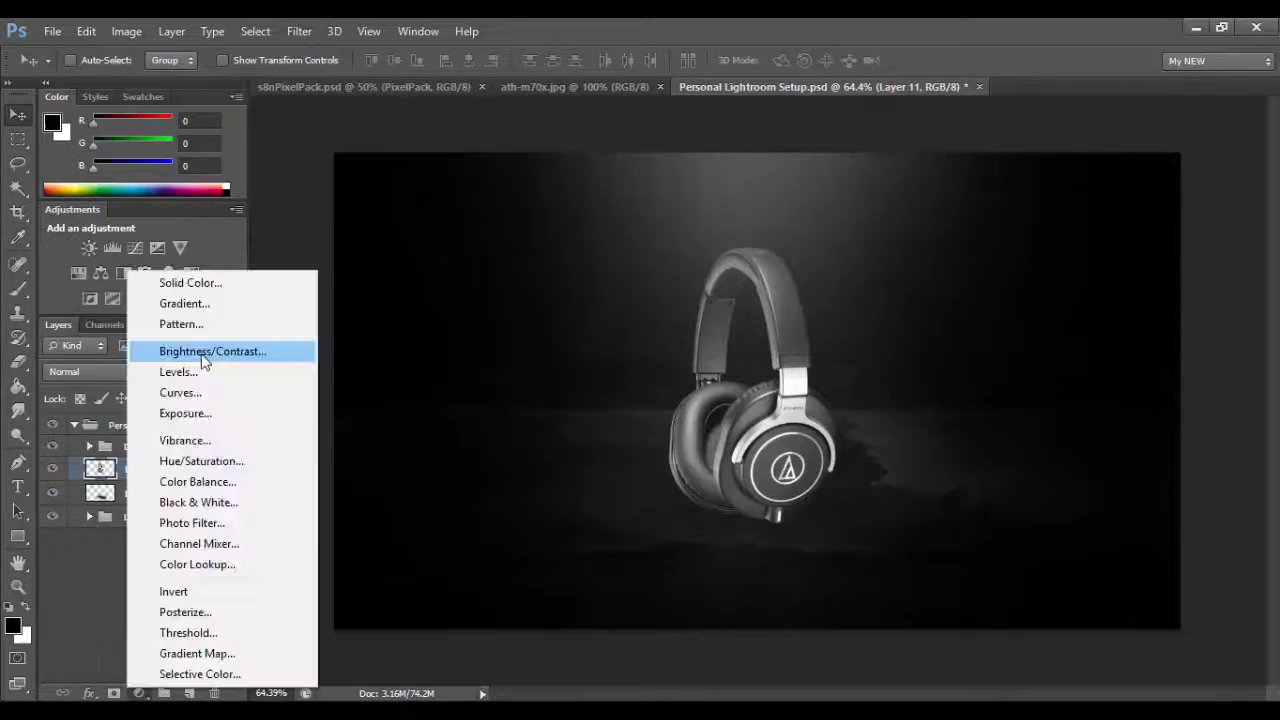 Ps File Edit Image Layer Type Select Filter 3D View Window Help
Auto-Select: Group Show Transform Controls 3D Mode: My NEW
s8nPixelPack.psd @ 50% (PixelPack, RGB/8) × ath-m70x.jpg @ 100% (RGB/8) × Personal Lightroom Setup.psd @ 64.4% (Layer 11, RGB/8) * ×
Color Styles Swatches
R 0
G 0
B 0
Adjustments
Add an adjustment
Solid Color...
Gradient...
Layers Channels
Pattern...
Kind
Brightness/Contrast...
Normal
Levels...
Lock:
Curves...
Exposure...
Vibrance...
Hue/Saturation...
Color Balance...
Black & White...
Photo Filter...
Channel Mixer...
Color Lookup...
Invert
Posterize...
Threshold...
Gradient Map...
Selective Color...
fx 64.39% Doc: 3.16M/74.2M